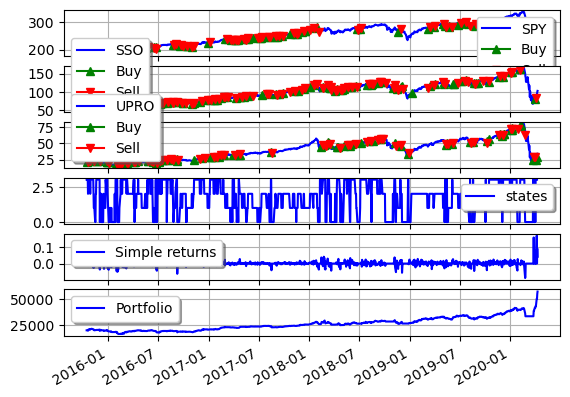 300
200
SPY
Buy
150
100
50
SSO
Buy
Sell
75
50
25
UPRO
Buy
Sell
2.5
0.0
states
0.1
0.0
Simple returns
50000
25000
Portfolio
2016-01
2016-07
2017-01
2017-07
2018-01
2018-07
2019-01
2019-07
2020-01